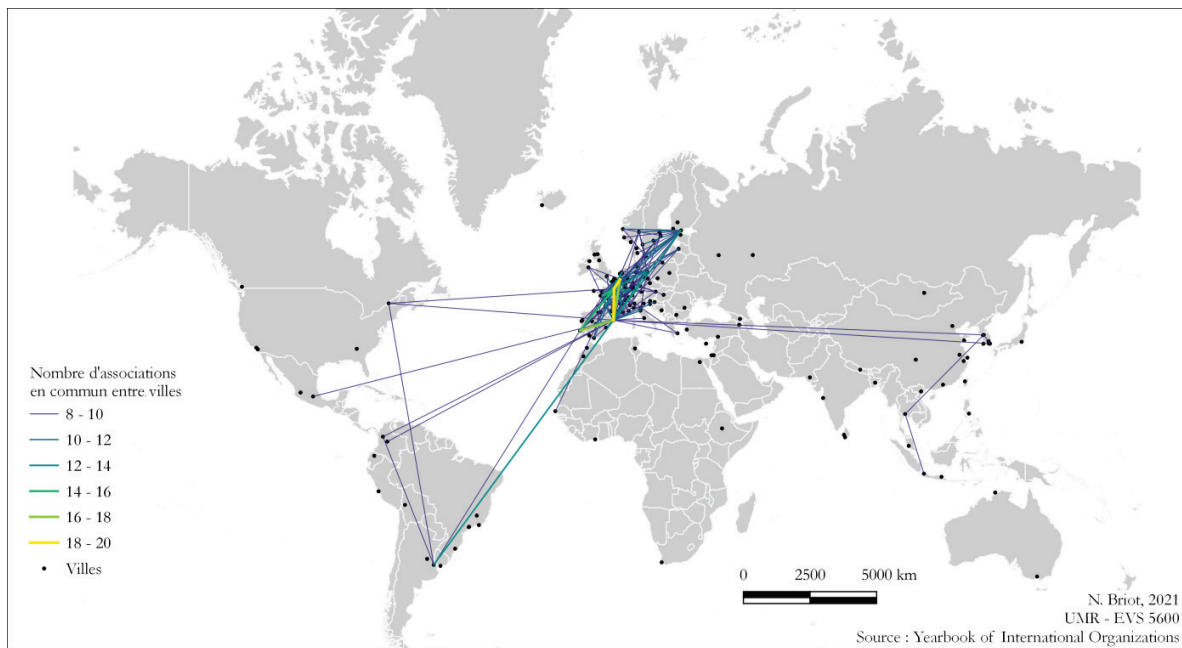 Nombre d'associations
en commun entre villes
8 - 10
10 - 12
12 - 14
14 - 16
16 - 18
18 - 20
Villes
0 2500 5000 km
N. Briot, 2021
UMR - EVS 5600
Source : Yearbook of International Organizations